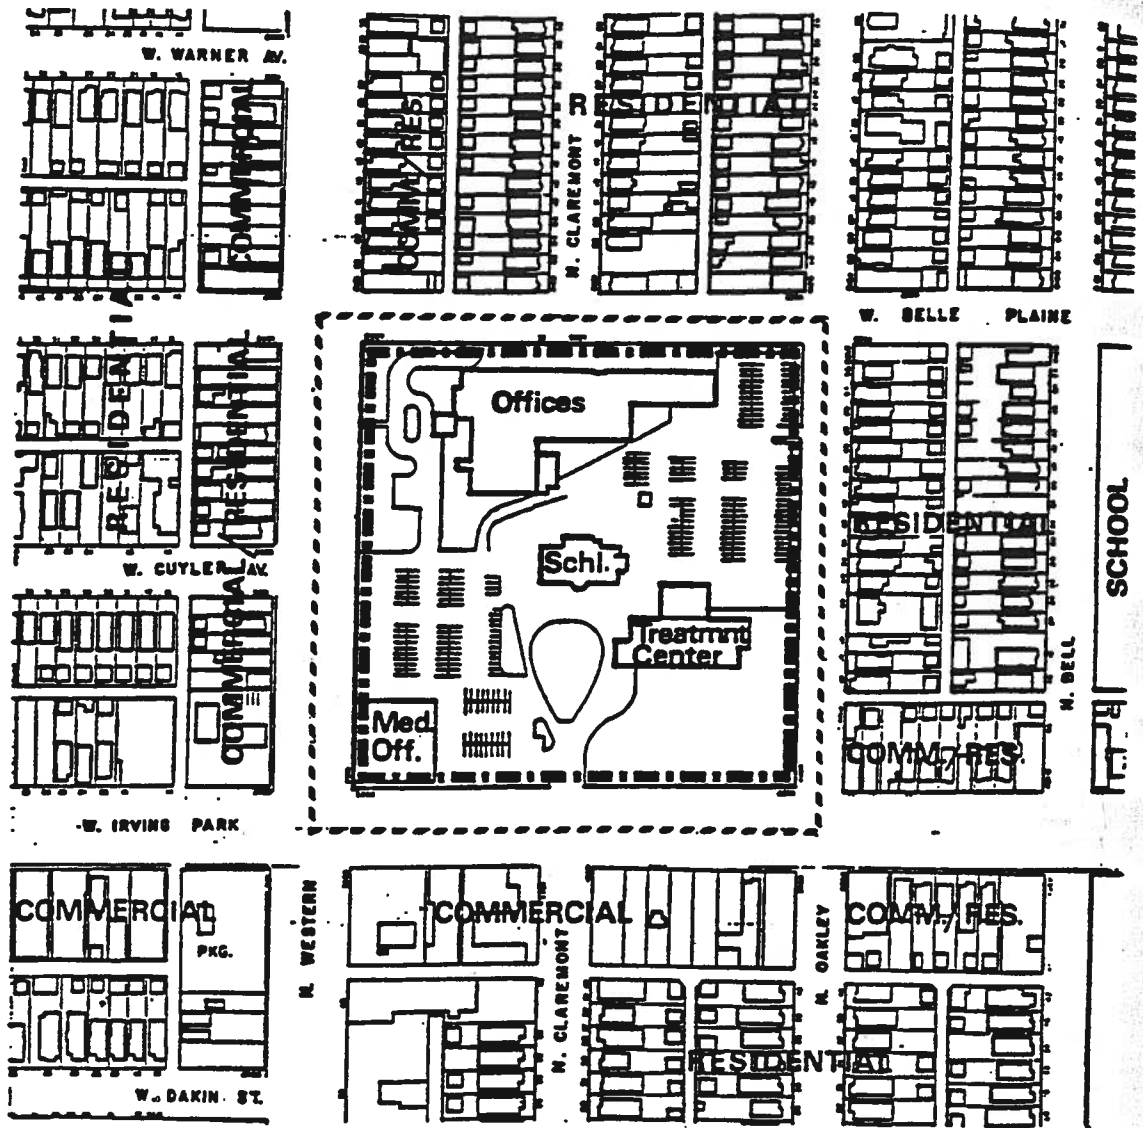 W. WARNER AV.
RESIDENTIAL
COMMERCIAL
COMM./RES.
N. CLAREMONT
W. BELLE PLAINE
Offices
RESIDENTIAL
RESIDENTIAL
SCHOOL
RESIDENTIAL
Schl.
W. CUYLER AV.
COMMERCIAL
Treatmnt
Center
N. BELL
Med.
Off.
COMM./RES.
W. IRVING PARK
COMMERCIAL
PKG.
N. WESTERN
COMMERCIAL
N. CLAREMONT
N. OAKLEY
COMM./RES.
RESIDENTIAL
W. DAKIN ST.